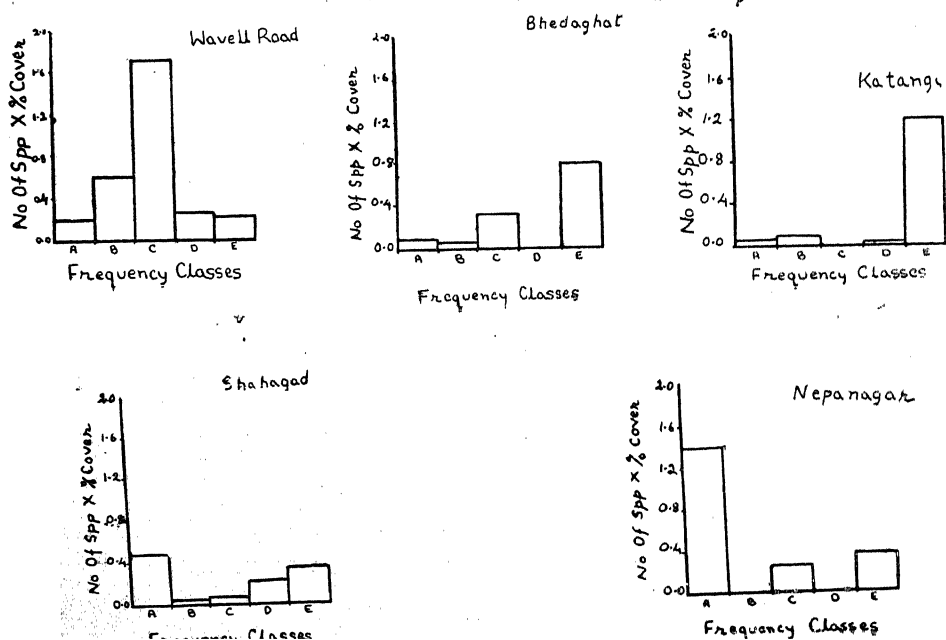 Wavell Road
No Of Spp X % Cover
2.0
1.6
1.2
0.8
0.4
0.0
A B C D E
Frequency Classes
Bhedaghat
No Of Spp X % Cover
2.0
1.6
1.2
0.8
0.4
0.0
A B C D E
Frequency Classes
Katangi
No Of Spp X % Cover
2.0
1.6
1.2
0.8
0.4
0.0
A B C D E
Frequency Classes
Shahagad
No Of Spp X % Cover
2.0
1.6
1.2
0.8
0.4
0.0
A B C D E
Frequency Classes
Nepanagar
No Of Spp X % Cover
2.0
1.6
1.2
0.8
0.4
0.0
A B C D E
Frequency Classes